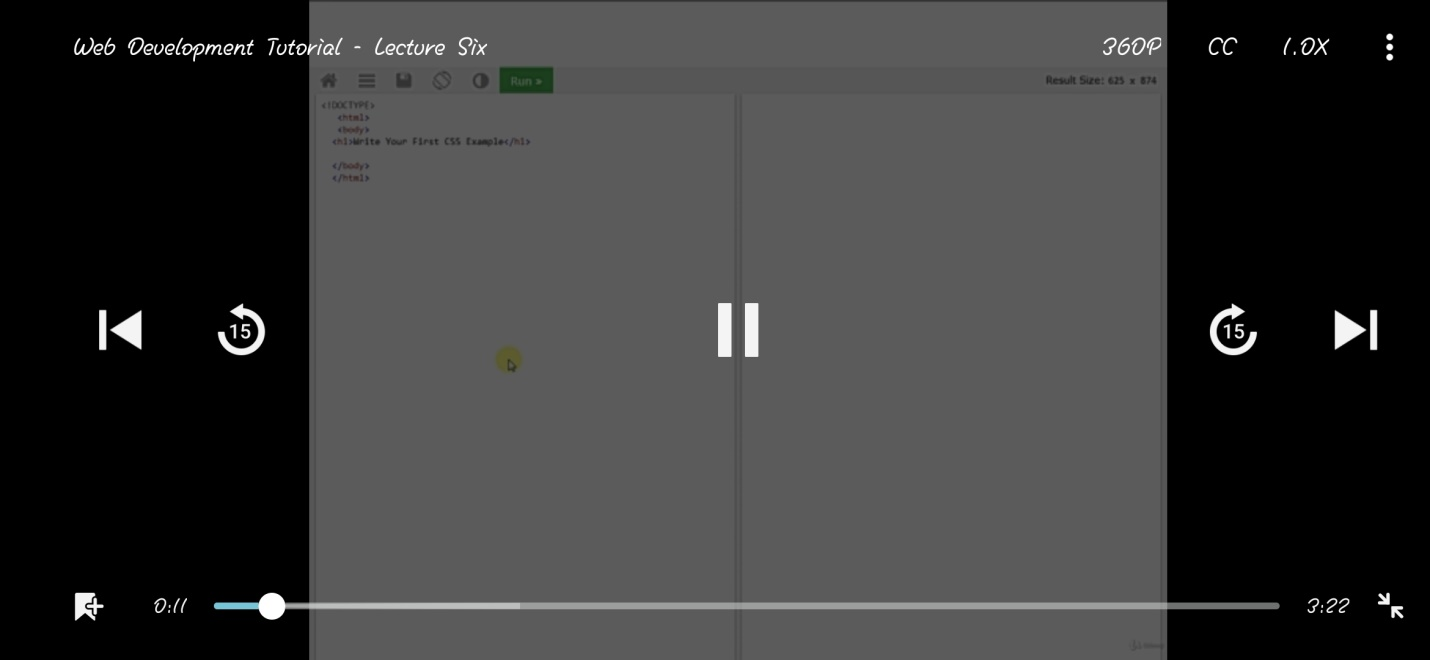 Web Development Tutorial - Lecture Six
360P CC 1.0X
Run »
Result Size: 625 x 874
<!DOCTYPE>
<html>
<body>
<h1>Write Your First CSS Example</h1>
</body>
</html>
15
15
0:11
3:22